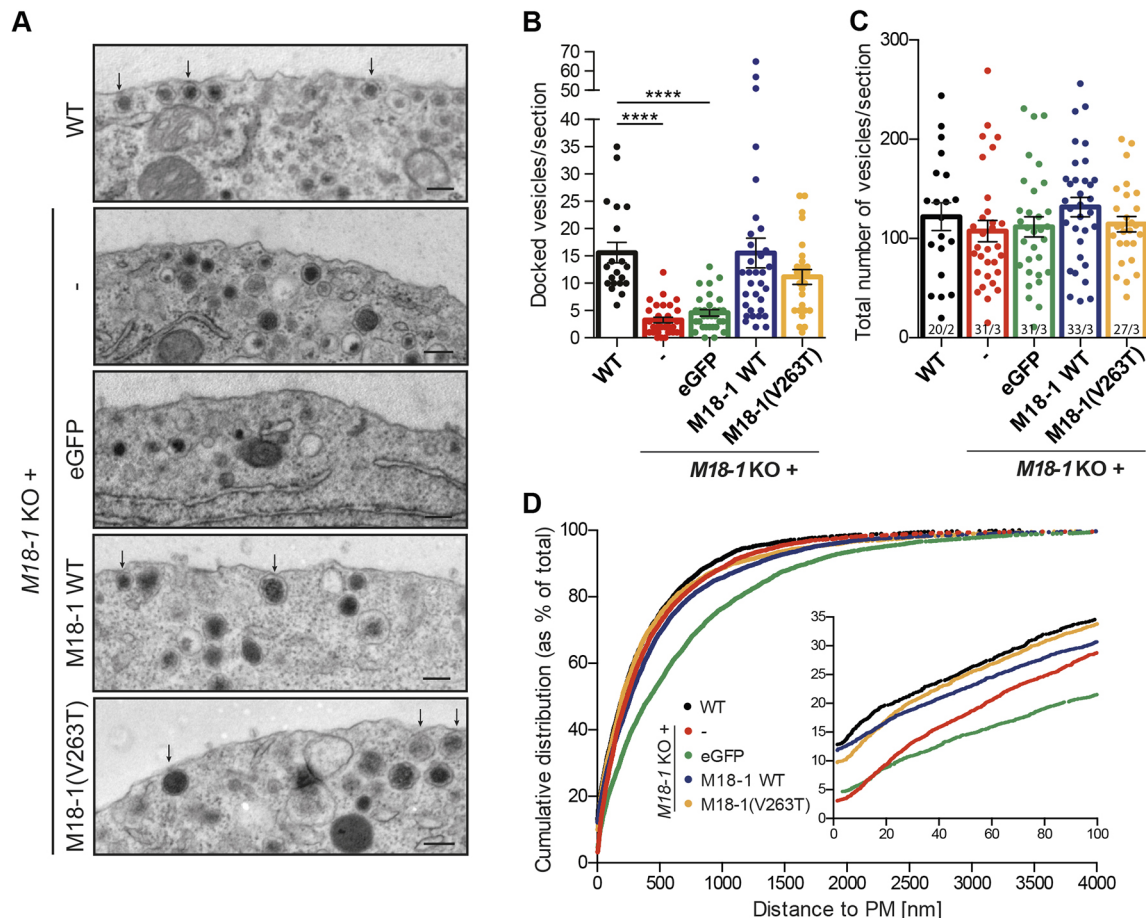 A
WT
-
eGFP
M18-1 WT
M18-1(V263T)
M18-1 KO +
B
Docked vesicles/section
70
60
50
40
35
30
25
20
15
10
5
0
****
****
WT
-
eGFP
M18-1 WT
M18-1(V263T)
M18-1 KO +
C
Total number of vesicles/section
300
200
100
0
20/2 31/3 31/3 33/3 27/3
WT
-
eGFP
M18-1 WT
M18-1(V263T)
M18-1 KO +
D
Cumulative distribution (as % of total)
100
80
60
40
20
0
0 500 1000 1500 2000 2500 3000 3500 4000
Distance to PM [nm]
WT
-
eGFP
M18-1 WT
M18-1(V263T)
M18-1 KO +
35
30
25
20
15
10
5
0
0 20 40 60 80 100